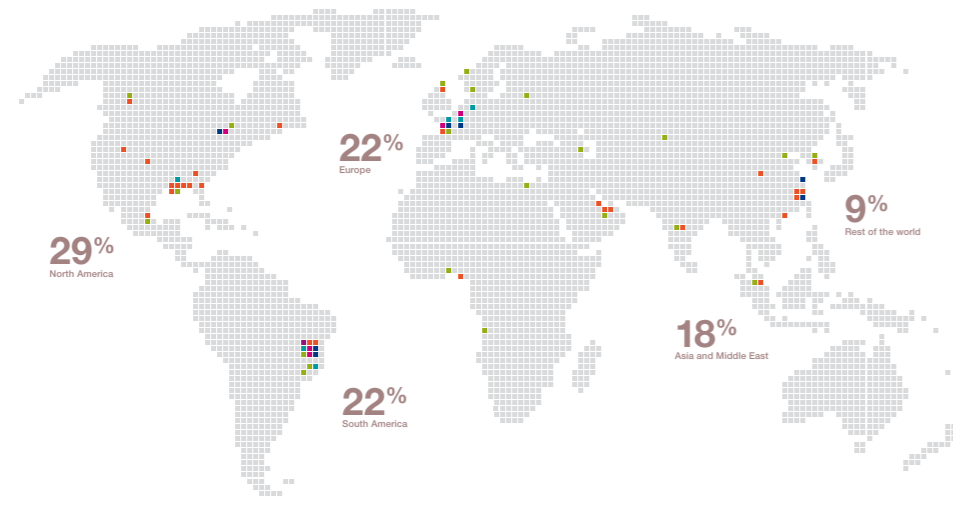 22%
Europe
9%
Rest of the world
29%
North America
18%
Asia and Middle East
22%
South America